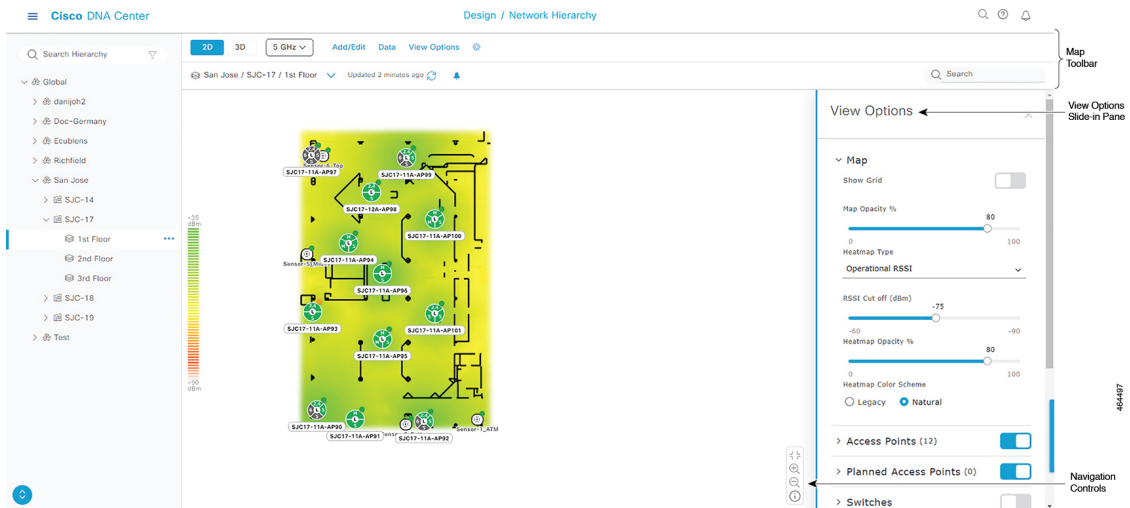 Cisco DNA Center
Design / Network Hierarchy
Search Hierarchy
Global
danijoh2
Doc-Germany
Ecublens
Richfield
San Jose
SJC-14
SJC-17
1st Floor
2nd Floor
3rd Floor
SJC-18
SJC-19
Test
2D 3D 5 GHz Add/Edit Data View Options
San Jose / SJC-17 / 1st Floor Updated 2 minutes ago
Search
Map
Toolbar
View Options
Slide-in Pane
Navigation
Controls
464497
-35
dBm
-90
dBm
Sensor-6_Top
SJC17-11A-AP97
SJC17-11A-AP99
SJC17-12A-AP98
SJC17-11A-AP100
SJC17-11A-AP94
SJC17-11A-AP96
SJC17-11A-AP93
SJC17-11A-AP101
SJC17-11A-AP95
SJC17-11A-AP90
SJC17-11A-AP91
SJC17-11A-AP92
Sensor-1_ATM
View Options
Map
Show Grid
Map Opacity %
80
0 100
Heatmap Type
Operational RSSI
RSSI Cut off (dBm)
-75
-60 -90
Heatmap Opacity %
80
0 100
Heatmap Color Scheme
Legacy Natural
Access Points (12)
Planned Access Points (0)
Switches